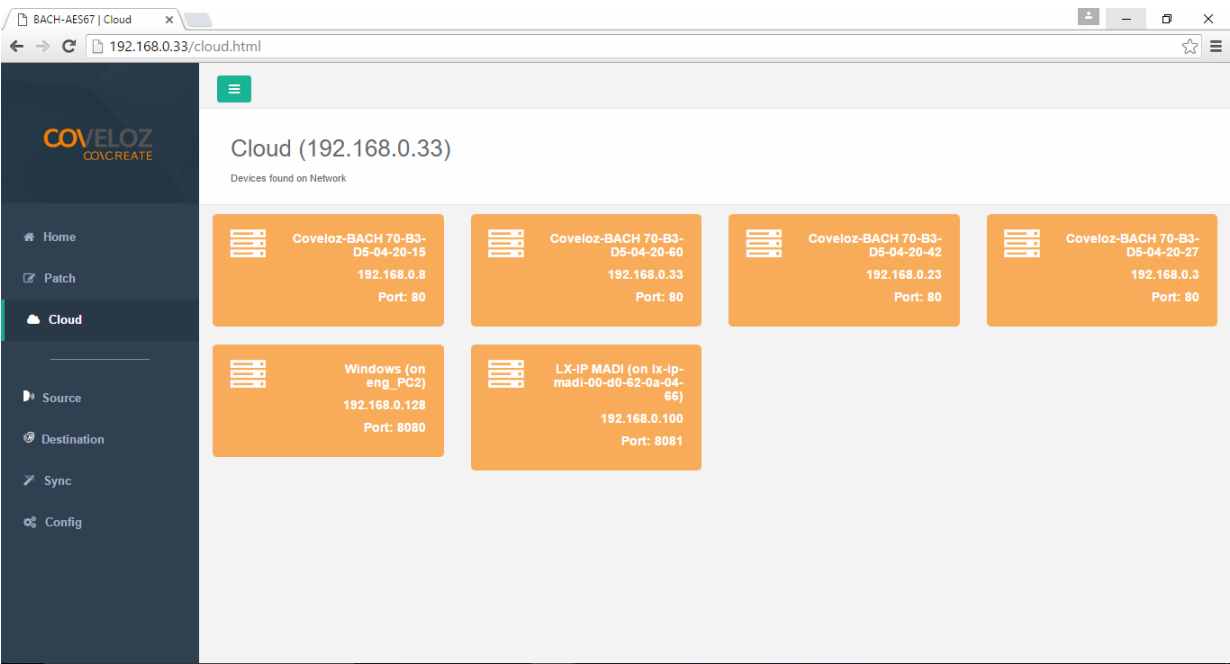 BACH-AES67 | Cloud
192.168.0.33/cloud.html
COVELOZ
CO\CREATE
Home
Patch
Cloud
Source
Destination
Sync
Config
Cloud (192.168.0.33)
Devices found on Network
Coveloz-BACH 70-B3-
D5-04-20-15
192.168.0.8
Port: 80
Coveloz-BACH 70-B3-
D5-04-20-60
192.168.0.33
Port: 80
Coveloz-BACH 70-B3-
D5-04-20-42
192.168.0.23
Port: 80
Coveloz-BACH 70-B3-
D5-04-20-27
192.168.0.3
Port: 80
Windows (on
eng_PC2)
192.168.0.128
Port: 8080
LX-IP MADI (on lx-ip-
madi-00-d0-62-0a-04-
66)
192.168.0.100
Port: 8081